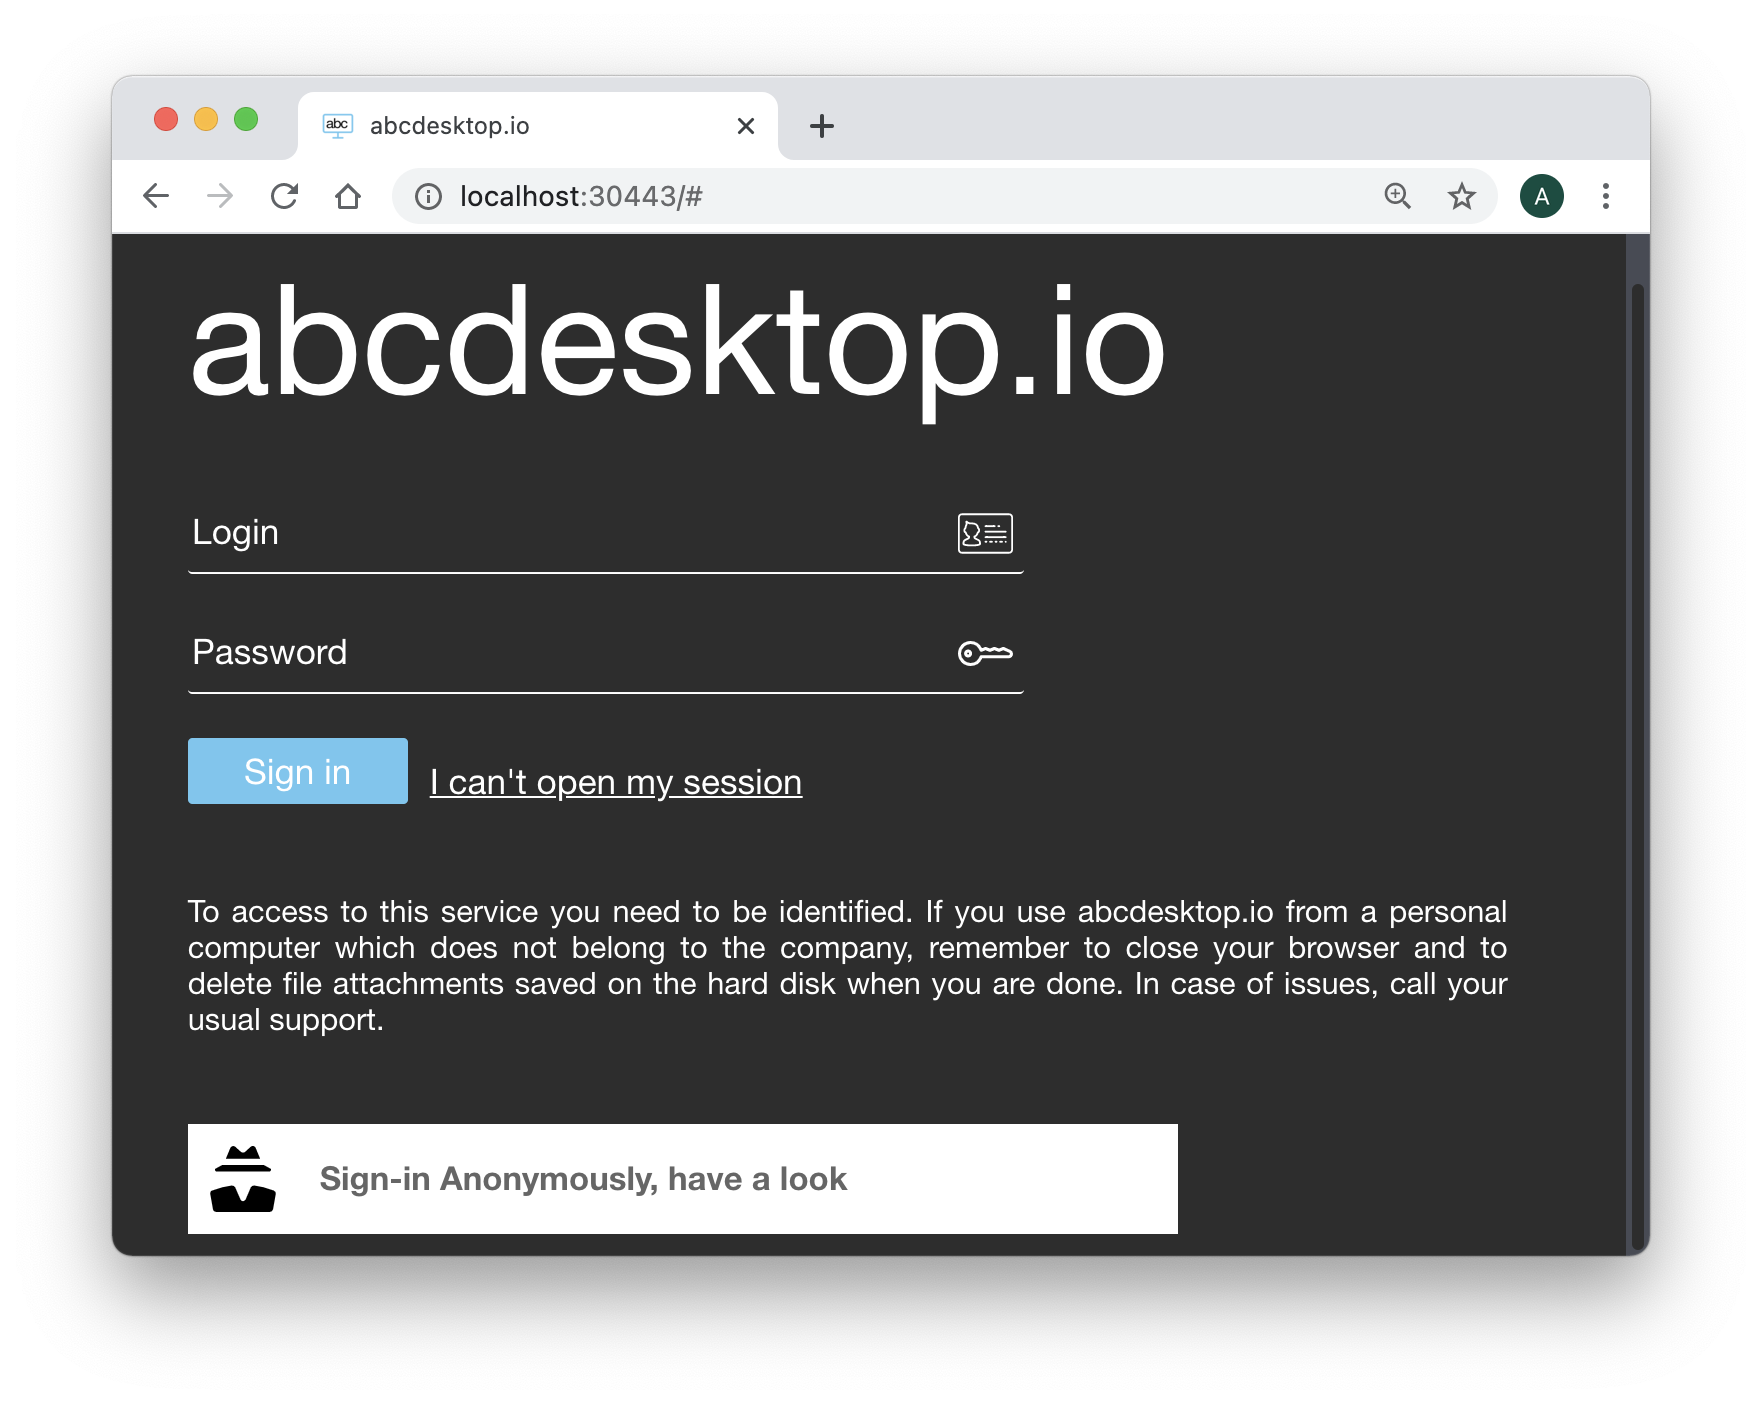 abc abcdesktop.io
localhost:30443/#
A
abcdesktop.io
Login
Password
Sign in
I can't open my session
To access to this service you need to be identified. If you use abcdesktop.io from a personal
computer which does not belong to the company, remember to close your browser and to
delete file attachments saved on the hard disk when you are done. In case of issues, call your
usual support.
Sign-in Anonymously, have a look